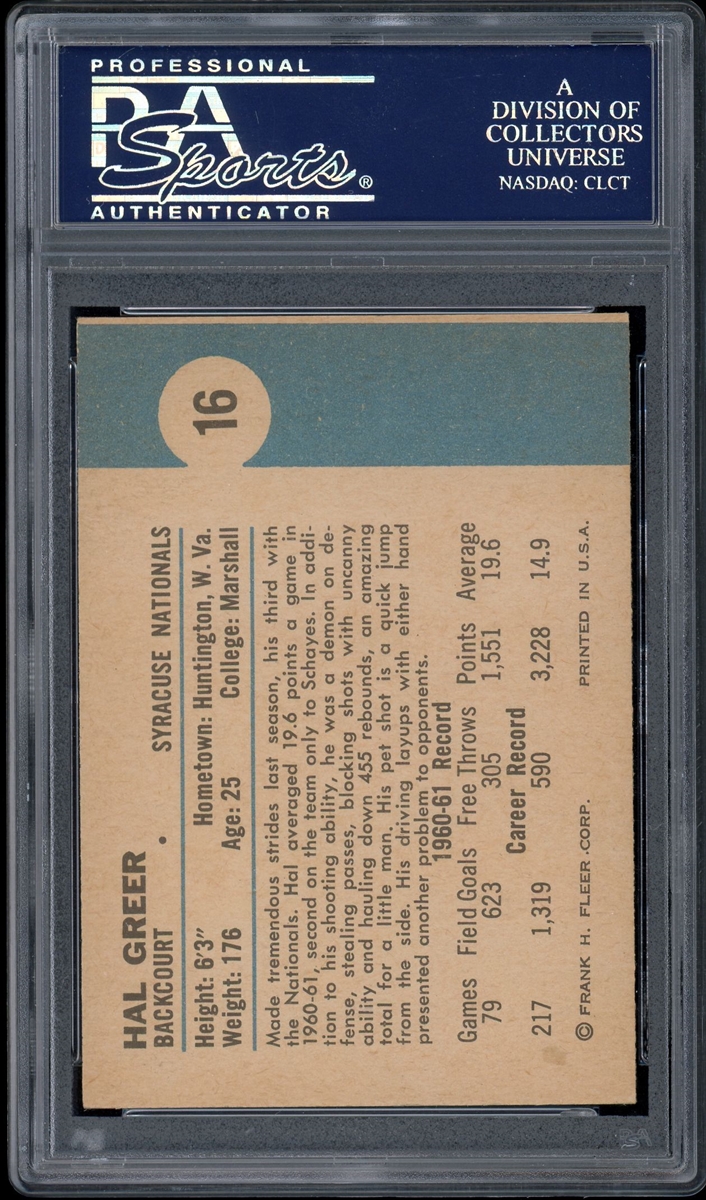 PROFESSIONAL
PSA
Sports®
AUTHENTICATOR
A
DIVISION OF
COLLECTORS
UNIVERSE
NASDAQ: CLCT
16
HAL GREER
BACKCOURT • SYRACUSE NATIONALS
Height: 6'3" Hometown: Huntington, W. Va.
Weight: 176 Age: 25 College: Marshall
Made tremendous strides last season, his third with
the Nationals. Hal averaged 19.6 points a game in
1960-61, second on the team only to Schayes. In addi-
tion to his shooting ability, he was a demon on de-
fense, stealing passes, blocking shots with uncanny
ability and hauling down 455 rebounds, an amazing
total for a little man. His pet shot is a quick jump
from the side. His driving layups with either hand
presented another problem to opponents.
1960-61 Record
Games Field Goals Free Throws Points Average
79 623 305 1,551 19.6
Career Record
217 1,319 590 3,228 14.9
© FRANK H. FLEER .CORP. PRINTED IN U.S.A.